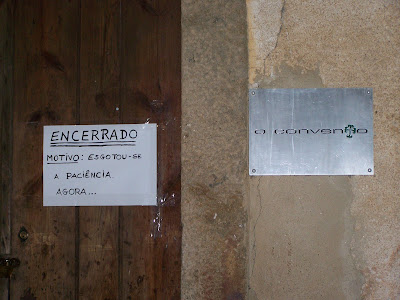 ENCERRADO
MOTIVO: ESGOTOU-SE
A PACIÊNCIA.
AGORA...
O CONVENTO